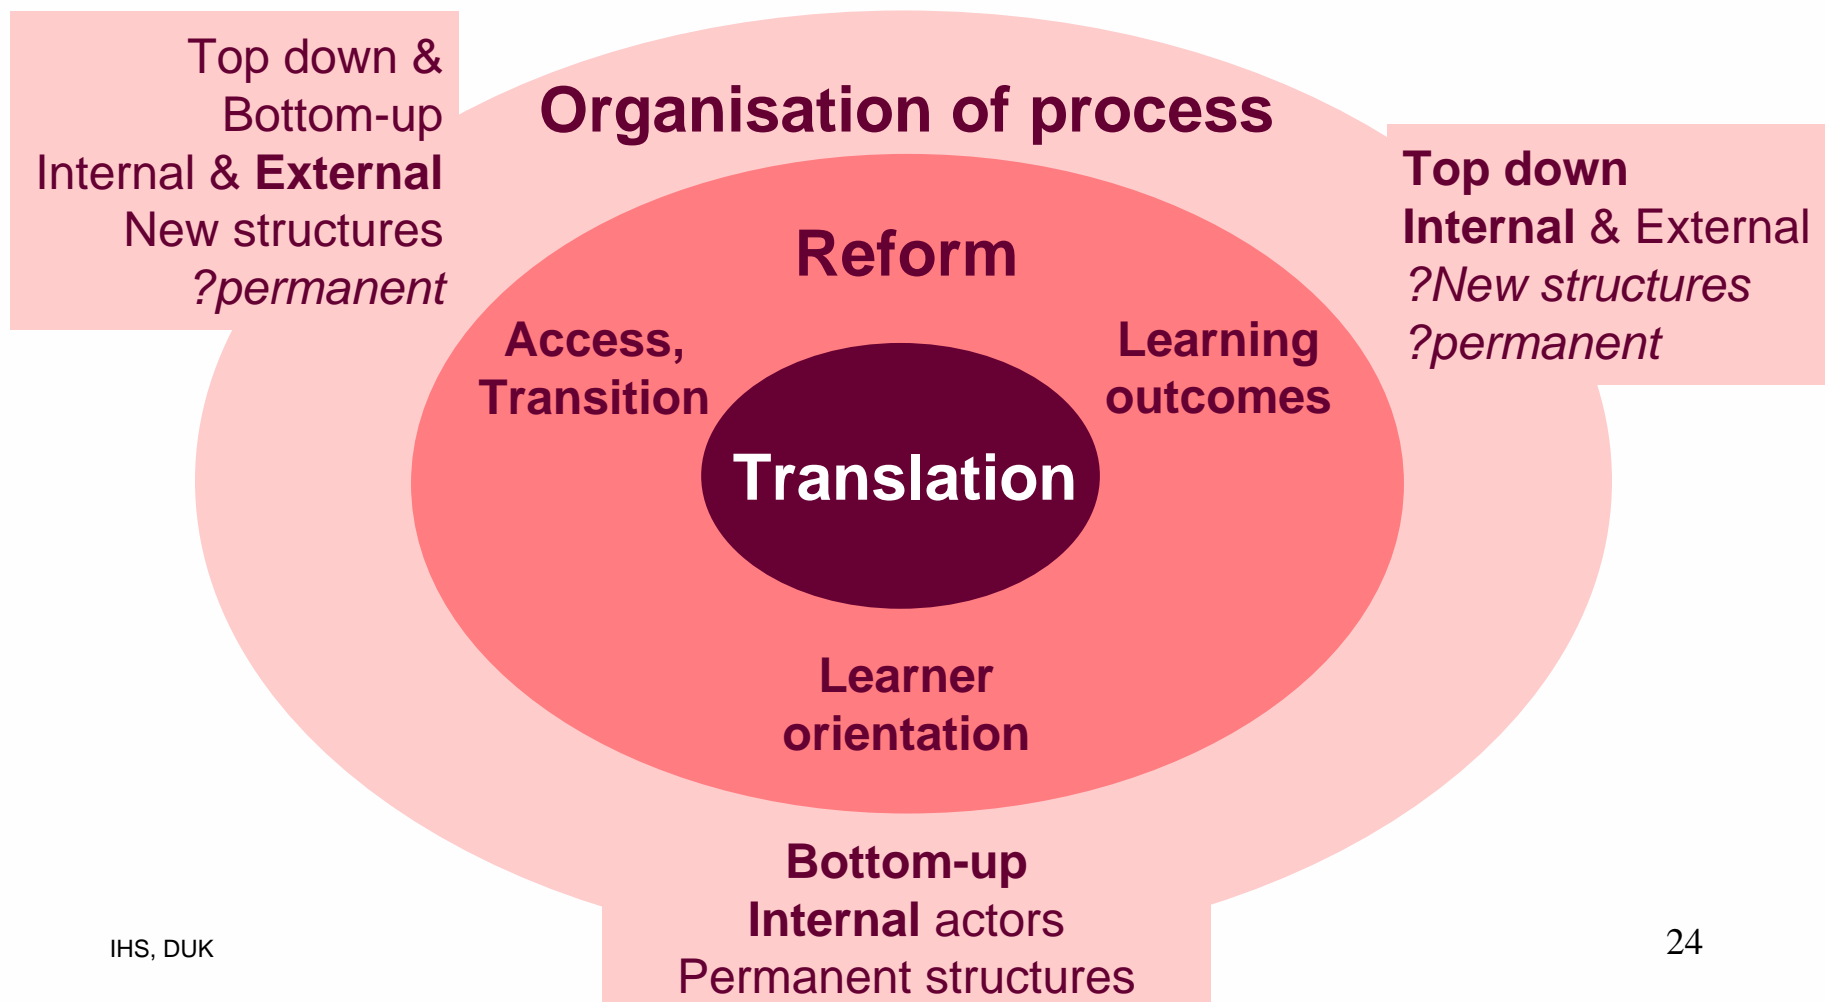 Top down &
Bottom-up
Internal & External
New structures
?permanent
Organisation of process
Top down
Internal & External
?New structures
?permanent
Reform
Access,
Transition
Learning
outcomes
Translation
Learner
orientation
Bottom-up
Internal actors
Permanent structures
IHS, DUK
24